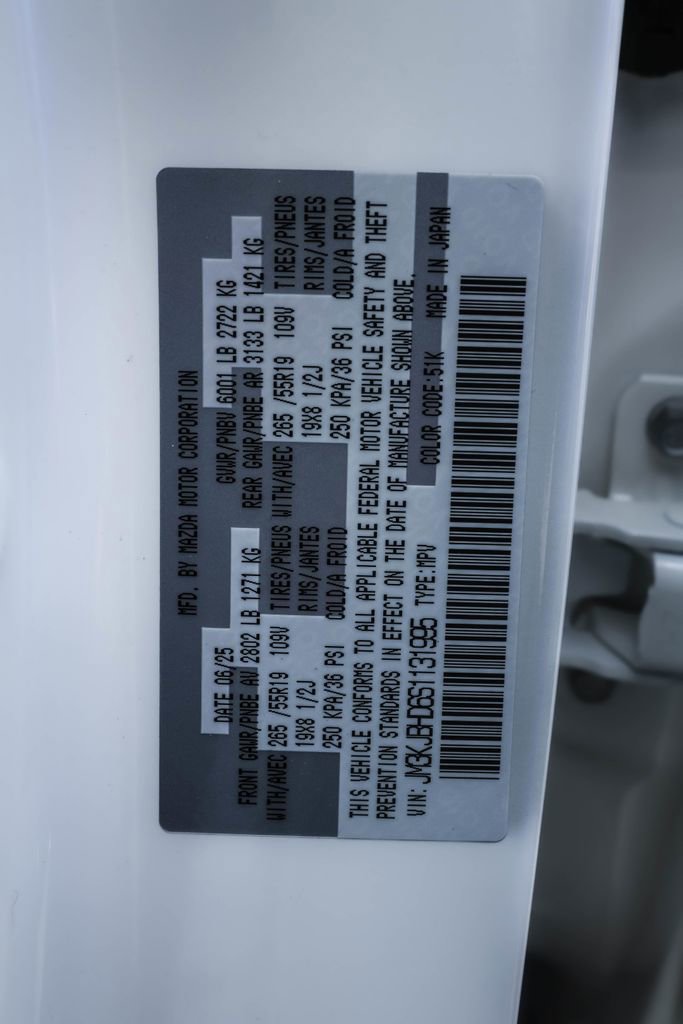 MFD. BY MAZDA MOTOR CORPORATION
DATE 06/25 GVWR/PNBV 6001 LB 2722 KG
FRONT GAWR/PNBE AV 2802 LB 1271 KG REAR GAWR/PNBE AR 3133 LB 1421 KG
WITH/AVEC 265 /55R19 109V TIRES/PNEUS WITH/AVEC 265 /55R19 109V TIRES/PNEUS
19X8 1/2J RIMS/JANTES 19X8 1/2J RIMS/JANTES
250 KPA/36 PSI COLD/A FROID 250 KPA/36 PSI COLD/A FROID
THIS VEHICLE CONFORMS TO ALL APPLICABLE FEDERAL MOTOR VEHICLE SAFETY AND THEFT
PREVENTION STANDARDS IN EFFECT ON THE DATE OF MANUFACTURE SHOWN ABOVE.
VIN: JM3KJBHD6S1131995 TYPE:MPV COLOR CODE:51K MADE IN JAPAN